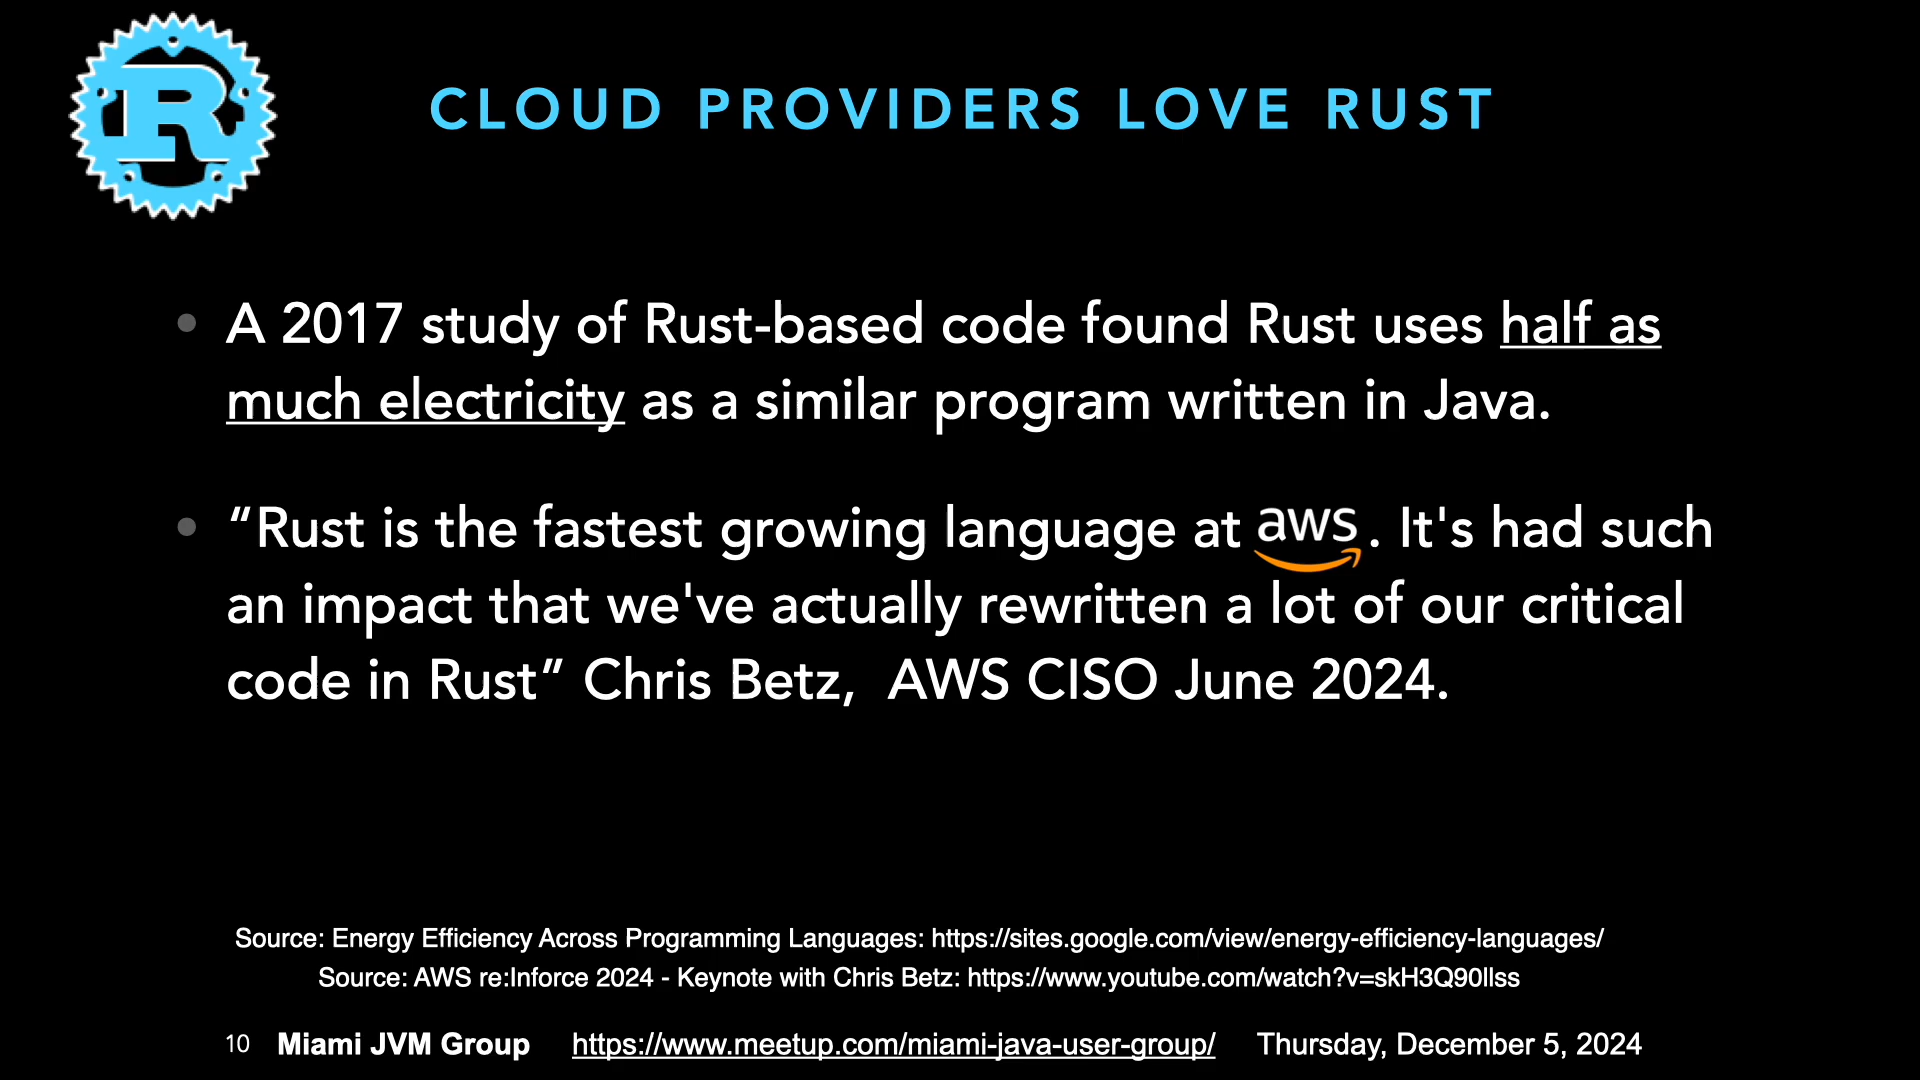 R
CLOUD PROVIDERS LOVE RUST
• A 2017 study of Rust-based code found Rust uses half as
much electricity as a similar program written in Java.
• “Rust is the fastest growing language at aws. It's had such
an impact that we've actually rewritten a lot of our critical
code in Rust” Chris Betz,  AWS CISO June 2024.
Source: Energy Efficiency Across Programming Languages: https://sites.google.com/view/energy-efficiency-languages/
Source: AWS re:Inforce 2024 - Keynote with Chris Betz: https://www.youtube.com/watch?v=skH3Q90llss
10 Miami JVM Group https://www.meetup.com/miami-java-user-group/ Thursday, December 5, 2024